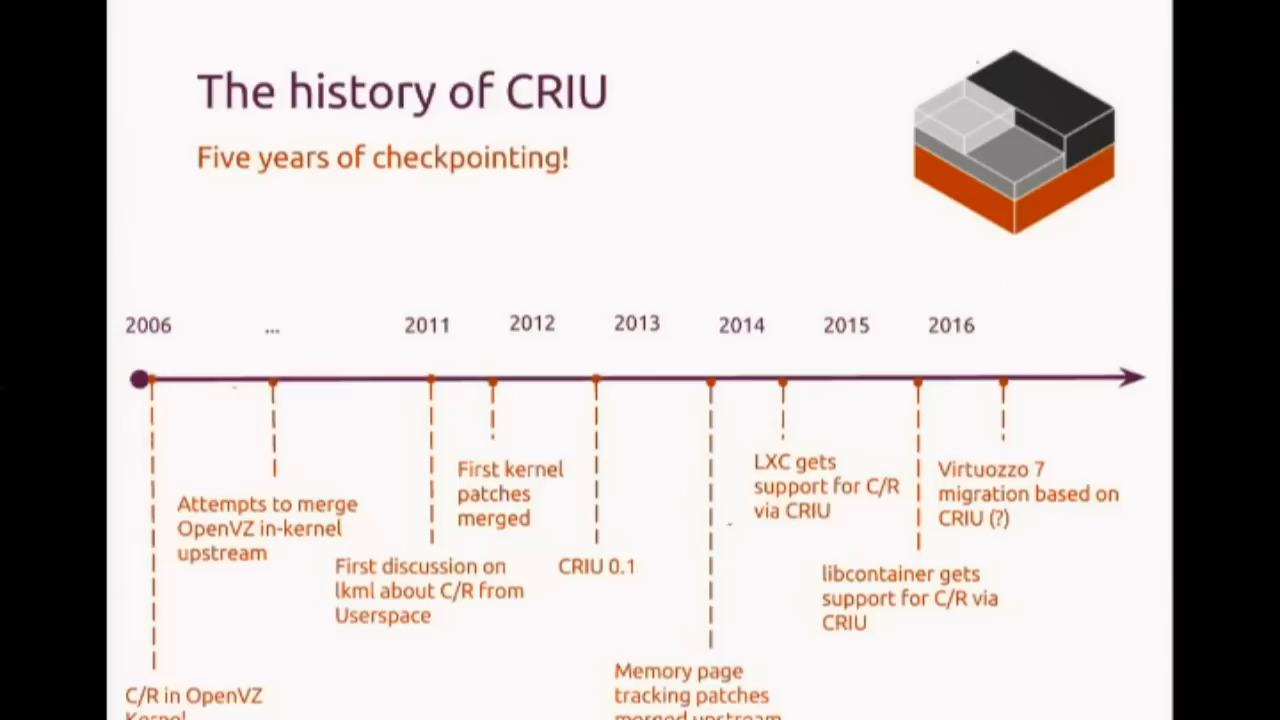 The history of CRIU
Five years of checkpointing!
2006 ... 2011 2012 2013 2014 2015 2016
Attempts to merge
OpenVZ in-kernel
upstream
First kernel
patches
merged
LXC gets
support for C/R
via CRIU
Virtuozzo 7
migration based on
CRIU (?)
First discussion on
lkml about C/R from
Userspace
CRIU 0.1
libcontainer gets
support for C/R via
CRIU
C/R in OpenVZ
Kernel
Memory page
tracking patches
merged upstream